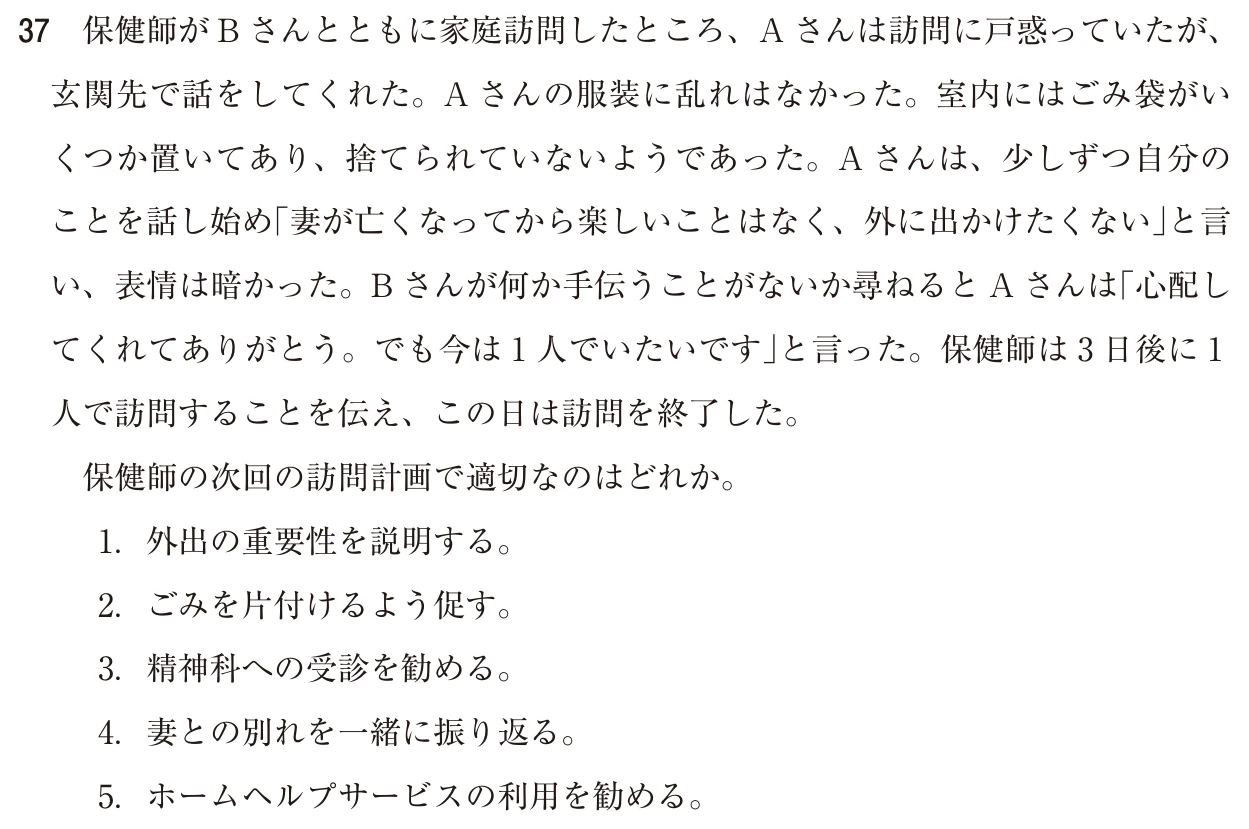 37 保健師がBさんとともに家庭訪問したところ、Aさんは訪問に戸惑っていたが、
玄関先で話をしてくれた。Aさんの服装に乱れはなかった。室内にはごみ袋がい
くつか置いてあり、捨てられていないようであった。Aさんは、少しずつ自分の
ことを話し始め「妻が亡くなってから楽しいことはなく、外に出かけたくない」と言
い、表情は暗かった。Bさんが何か手伝うことがないか尋ねるとAさんは「心配し
てくれてありがとう。でも今は1人でいたいです」と言った。保健師は3日後に1
人で訪問することを伝え、この日は訪問を終了した。
保健師の次回の訪問計画で適切なのはどれか。
1. 外出の重要性を説明する。
2. ごみを片付けるよう促す。
3. 精神科への受診を勧める。
4. 妻との別れを一緒に振り返る。
5. ホームヘルプサービスの利用を勧める。